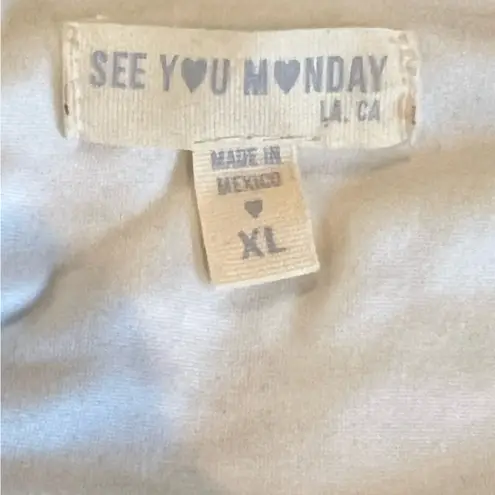 SEE Y♥U M♥NDAY
LA, CA
MADE IN
MEXICO
♥
XL